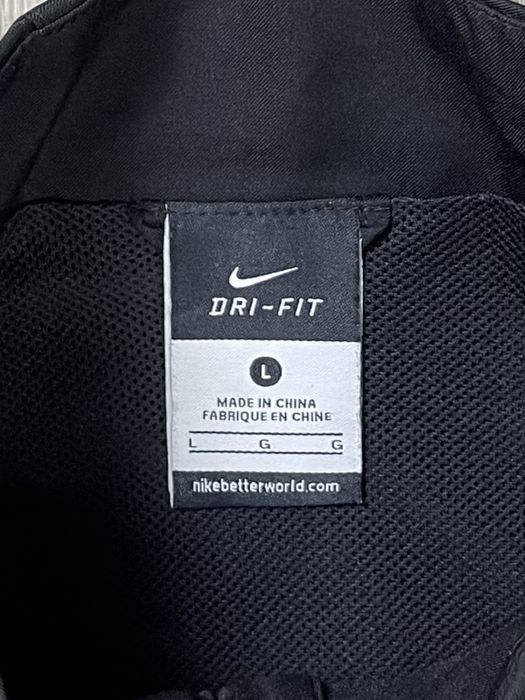 DRI-FIT
L
MADE IN CHINA
FABRIQUE EN CHINE
L G G
nikebetterworld.com